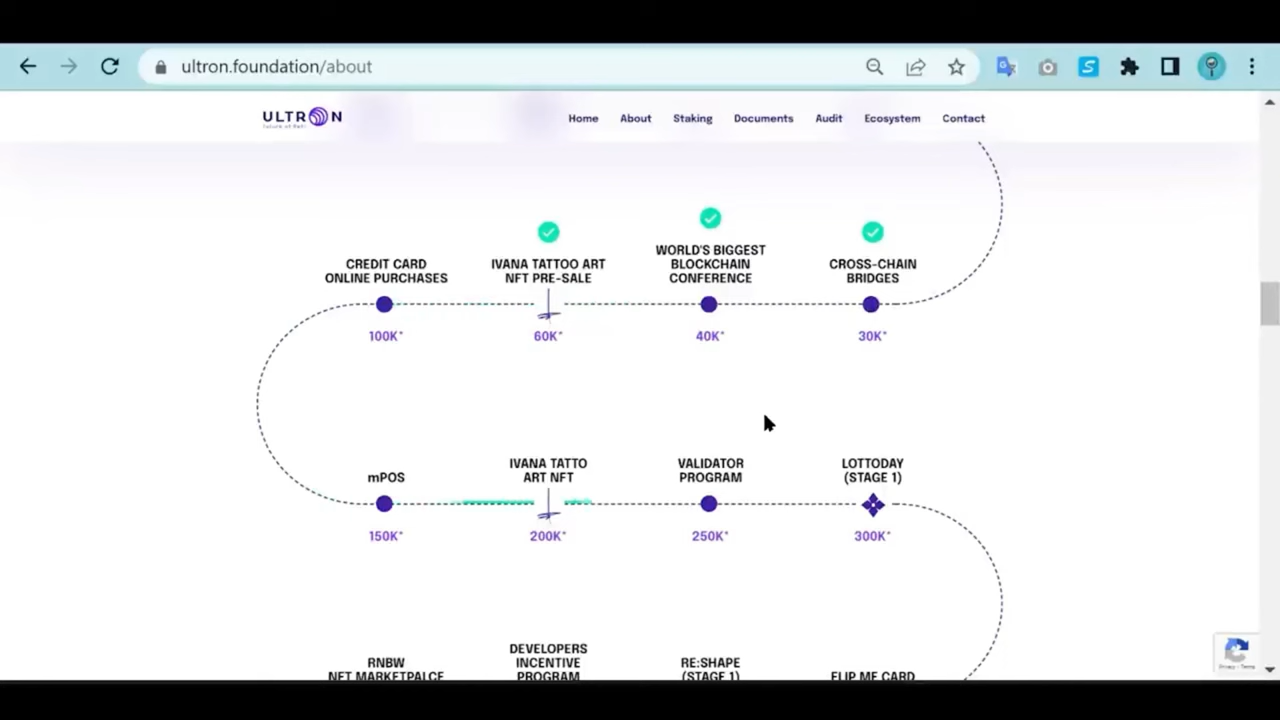 ultron.foundation/about
ULTRON
Home About Staking Documents Audit Ecosystem Contact
CREDIT CARD
ONLINE PURCHASES
100K*
IVANA TATTOO ART
NFT PRE-SALE
60K*
WORLD'S BIGGEST
BLOCKCHAIN
CONFERENCE
40K*
CROSS-CHAIN
BRIDGES
30K*
mPOS
150K*
IVANA TATTO
ART NFT
200K*
VALIDATOR
PROGRAM
250K*
LOTTODAY
(STAGE 1)
300K*
RNBW
NFT MARKETPALCE
DEVELOPERS
INCENTIVE
PROGRAM
RE:SHAPE
(STAGE 1)
FLIP ME CARD
Privacy - Terms